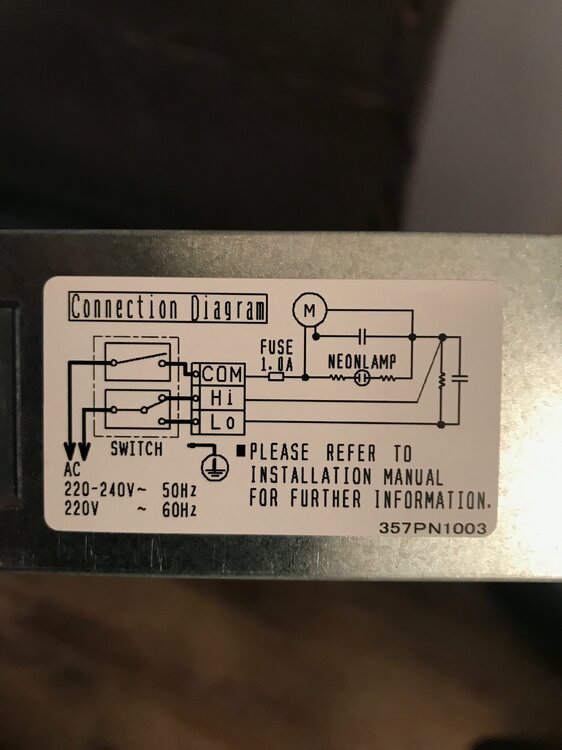 Connection Diagram
M
FUSE
1.0A
NEONLAMP
COM
Hi
Lo
SWITCH
AC
220-240V~ 50Hz
220V ~ 60Hz
■PLEASE REFER TO
INSTALLATION MANUAL
FOR FURTHER INFORMATION.
357PN1003